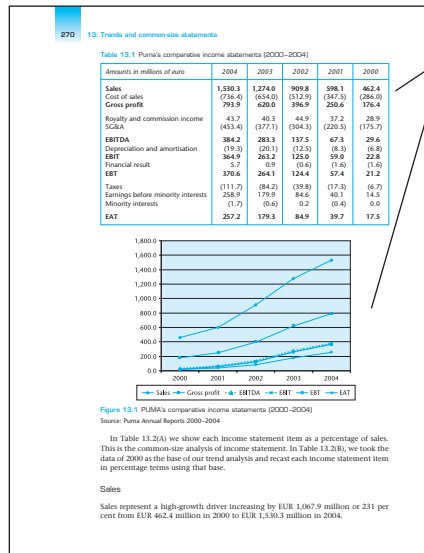 270 13: Trends and common-size statements
Table 13.1 Puma's comparative income statements (2000–2004)
Amounts in millions of euro 2004 2003 2002 2001 2000
Sales 1,530.3 1,274.0 909.8 598.1 462.4
Cost of sales (736.4) (654.0) (512.9) (347.5) (286.0)
Gross profit 793.9 620.0 396.9 250.6 176.4
Royalty and commission income 43.7 40.3 44.9 37.2 28.9
SG&A (453.4) (377.1) (304.3) (220.5) (175.7)
EBITDA 384.2 283.3 137.5 67.3 29.6
Depreciation and amortisation (19.3) (20.1) (12.5) (8.3) (6.8)
EBIT 364.9 263.2 125.0 59.0 22.8
Financial result 5.7 0.9 (0.6) (1.6) (1.6)
EBT 370.6 264.1 124.4 57.4 21.2
Taxes (111.7) (84.2) (39.8) (17.3) (6.7)
Earnings before minority interests 258.9 179.9 84.6 40.1 14.5
Minority interests (1.7) (0.6) 0.2 (0.4) 0.0
EAT 257.2 179.3 84.9 39.7 17.5
1,800.0
1,600.0
1,400.0
1,200.0
1,000.0
800.0
600.0
400.0
200.0
0.0
2000 2001 2002 2003 2004
Sales Gross profit EBITDA EBIT EBT EAT
Figure 13.1 PUMA's comparative income statements (2000–2004)
Source: Puma Annual Reports 2000–2004
In Table 13.2(A) we show each income statement item as a percentage of sales.
This is the common-size analysis of income statement. In Table 13.2(B), we took the
data of 2000 as the base of our trend analysis and recast each income statement item
in percentage terms using that base.
Sales
Sales represent a high-growth driver increasing by EUR 1,067.9 million or 231 per
cent from EUR 462.4 million in 2000 to EUR 1,530.3 million in 2004.